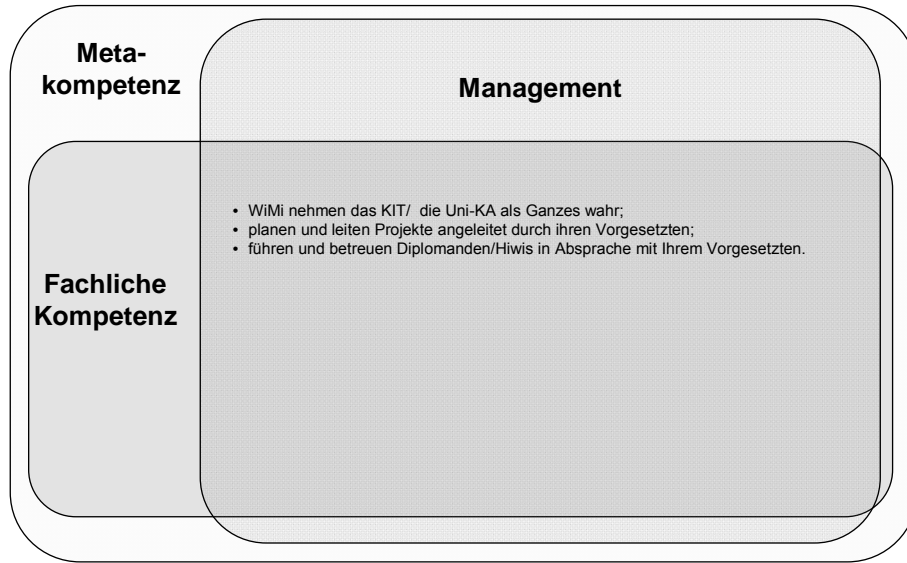 Meta-
kompetenz
Management
• WiMi nehmen das KIT/ die Uni-KA als Ganzes wahr;
• planen und leiten Projekte angeleitet durch ihren Vorgesetzten;
• führen und betreuen Diplomanden/Hiwis in Absprache mit Ihrem Vorgesetzten.
Fachliche
Kompetenz